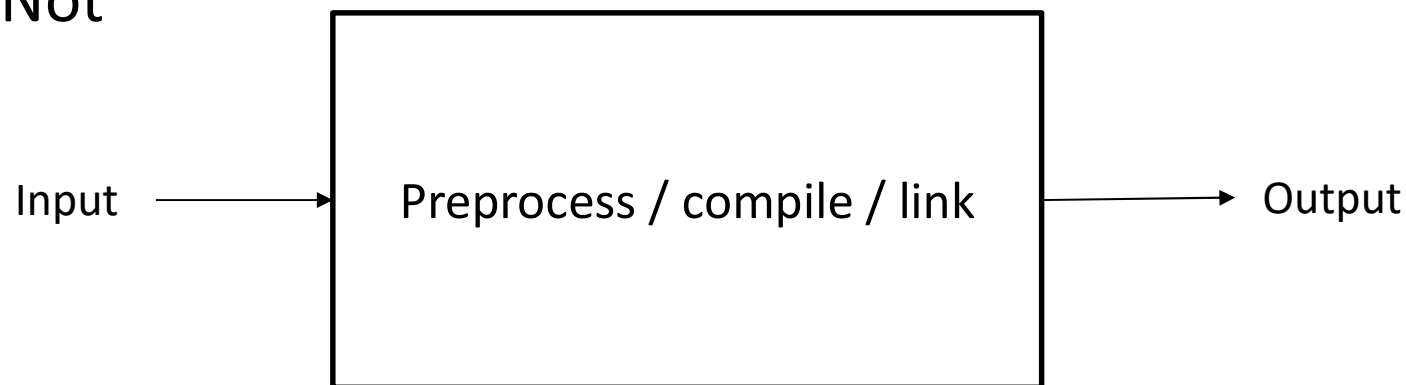 Not
Input
Preprocess / compile / link
Output